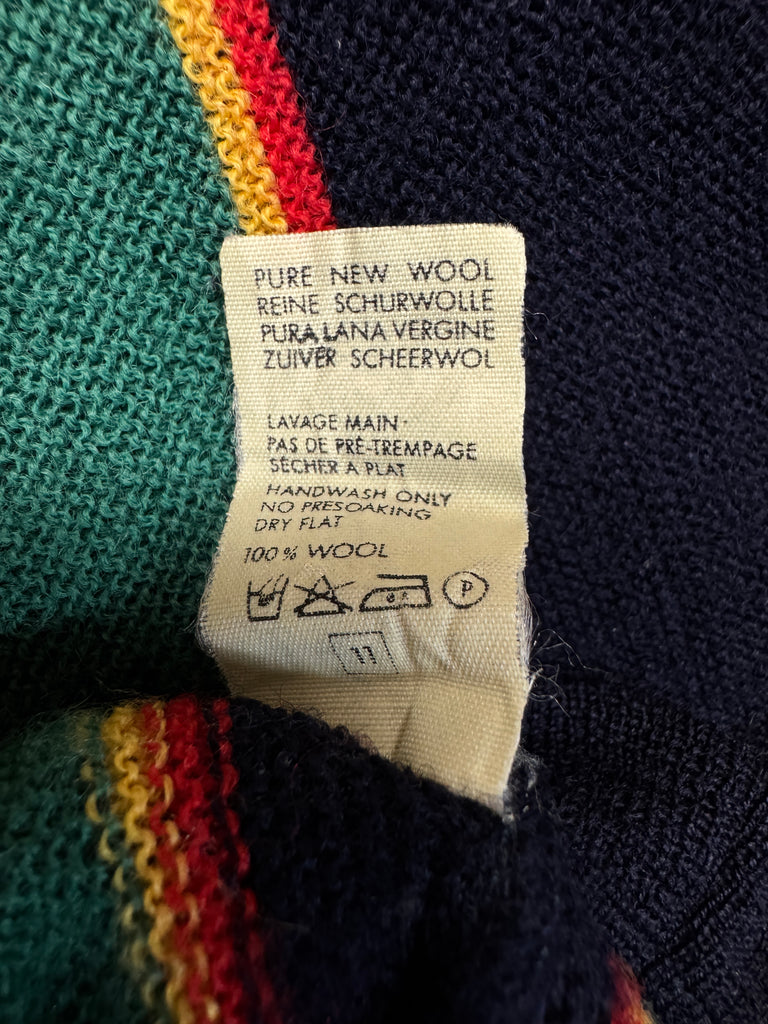 PURE NEW WOOL
REINE SCHURWOLLE
PURA LANA VERGINE
ZUIVER SCHEERWOL
LAVAGE MAIN·
PAS DE PRÉ-TREMPAGE
SÉCHER A PLAT
HANDWASH ONLY
NO PRESOAKING
DRY FLAT
100% WOOL
P
11